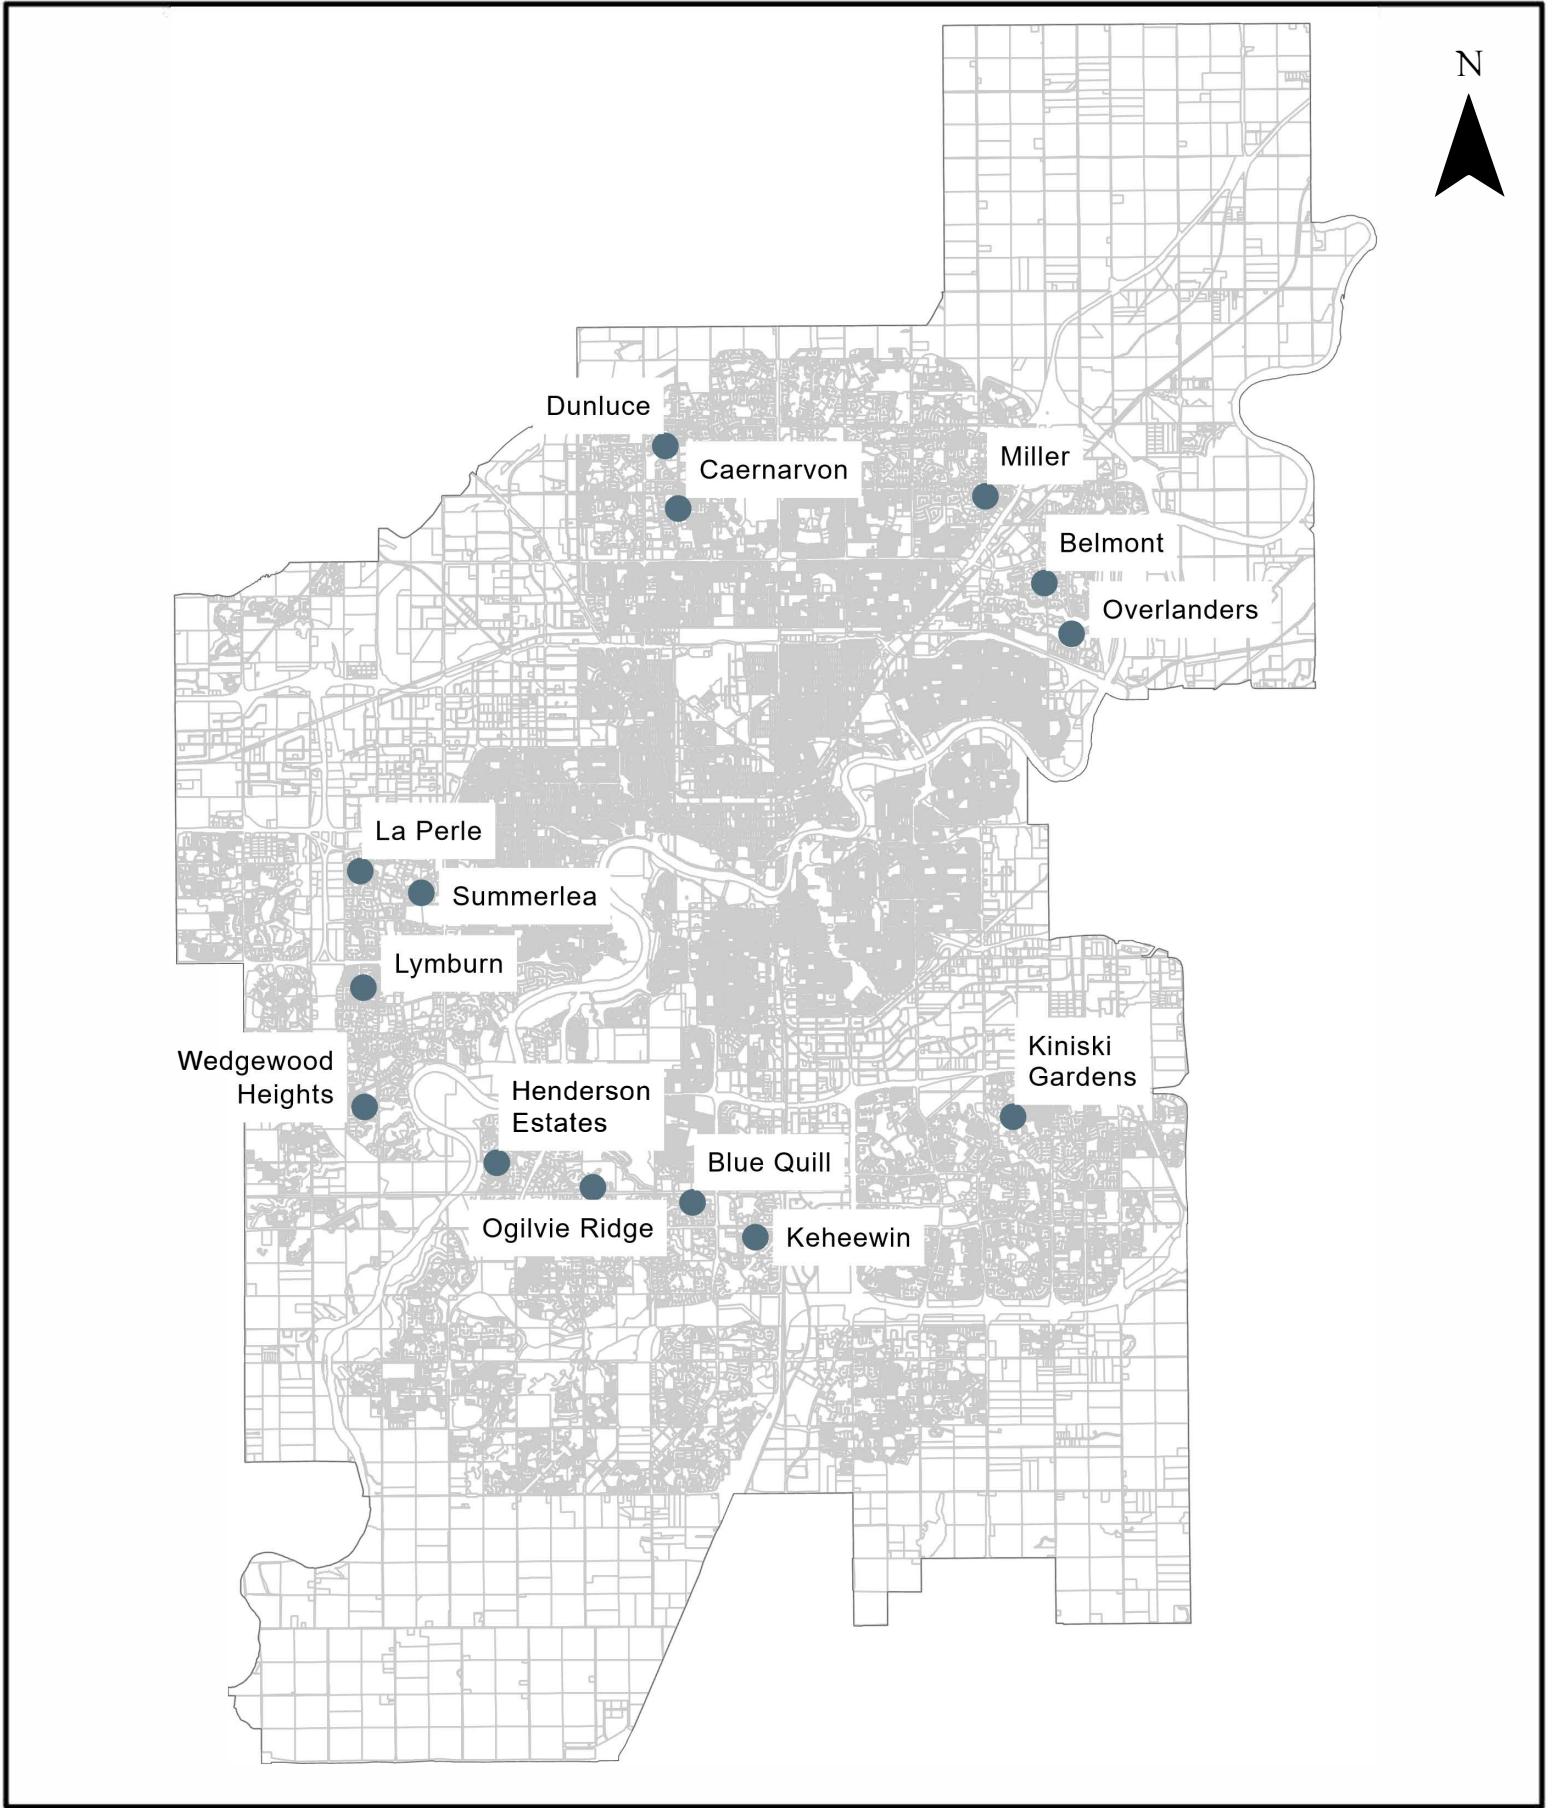 N
Dunluce
Caernarvon
Miller
Belmont
Overlanders
La Perle
Summerlea
Lymburn
Wedgewood
Heights
Henderson
Estates
Kiniski
Gardens
Blue Quill
Ogilvie Ridge
Keheewin